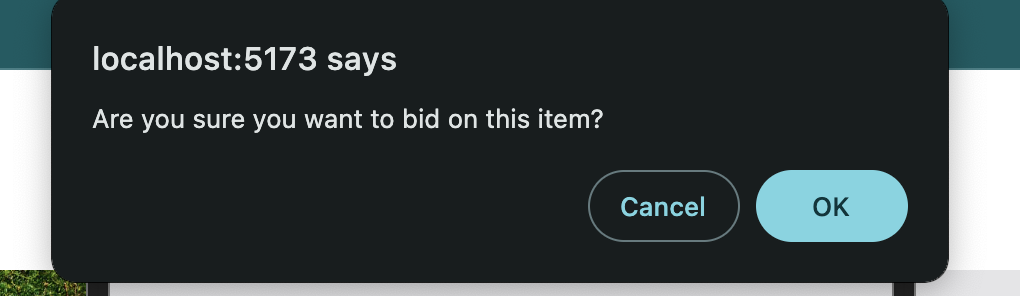 localhost:5173 says
Are you sure you want to bid on this item?
Cancel
OK